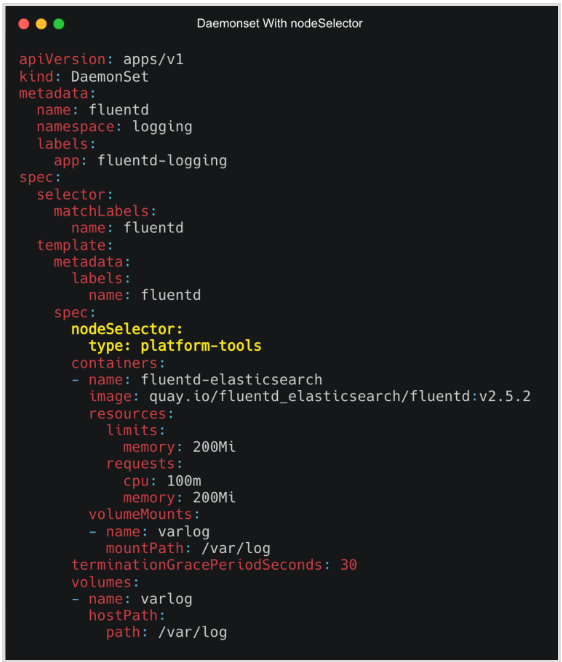 Daemonset With nodeSelector
apiVersion: apps/v1
kind: DaemonSet
metadata:
  name: fluentd
  namespace: logging
  labels:
    app: fluentd-logging
spec:
  selector:
    matchLabels:
      name: fluentd
  template:
    metadata:
      labels:
        name: fluentd
    spec:
      nodeSelector:
        type: platform-tools
      containers:
      - name: fluentd-elasticsearch
        image: quay.io/fluentd_elasticsearch/fluentd:v2.5.2
        resources:
          limits:
            memory: 200Mi
          requests:
            cpu: 100m
            memory: 200Mi
        volumeMounts:
        - name: varlog
          mountPath: /var/log
      terminationGracePeriodSeconds: 30
      volumes:
      - name: varlog
        hostPath:
          path: /var/log